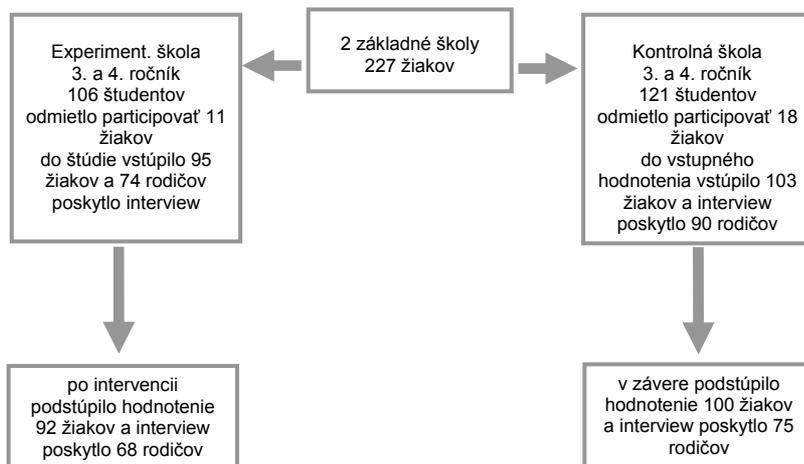 2 základné školy
227 žiakov
Experiment. škola
3. a 4. ročník
106 študentov
odmietlo participovať 11
žiakov
do štúdie vstúpilo 95
žiakov a 74 rodičov
poskytlo interview
Kontrolná škola
3. a 4. ročník
121 študentov
odmietlo participovať 18
žiakov
do vstupného
hodnotenia vstúpilo 103
žiakov a interview
poskytlo 90 rodičov
po intervencii
podstúpilo hodnotenie
92 žiakov a interview
poskytlo 68 rodičov
v závere podstúpilo
hodnotenie 100 žiakov
a interview poskytlo 75
rodičov